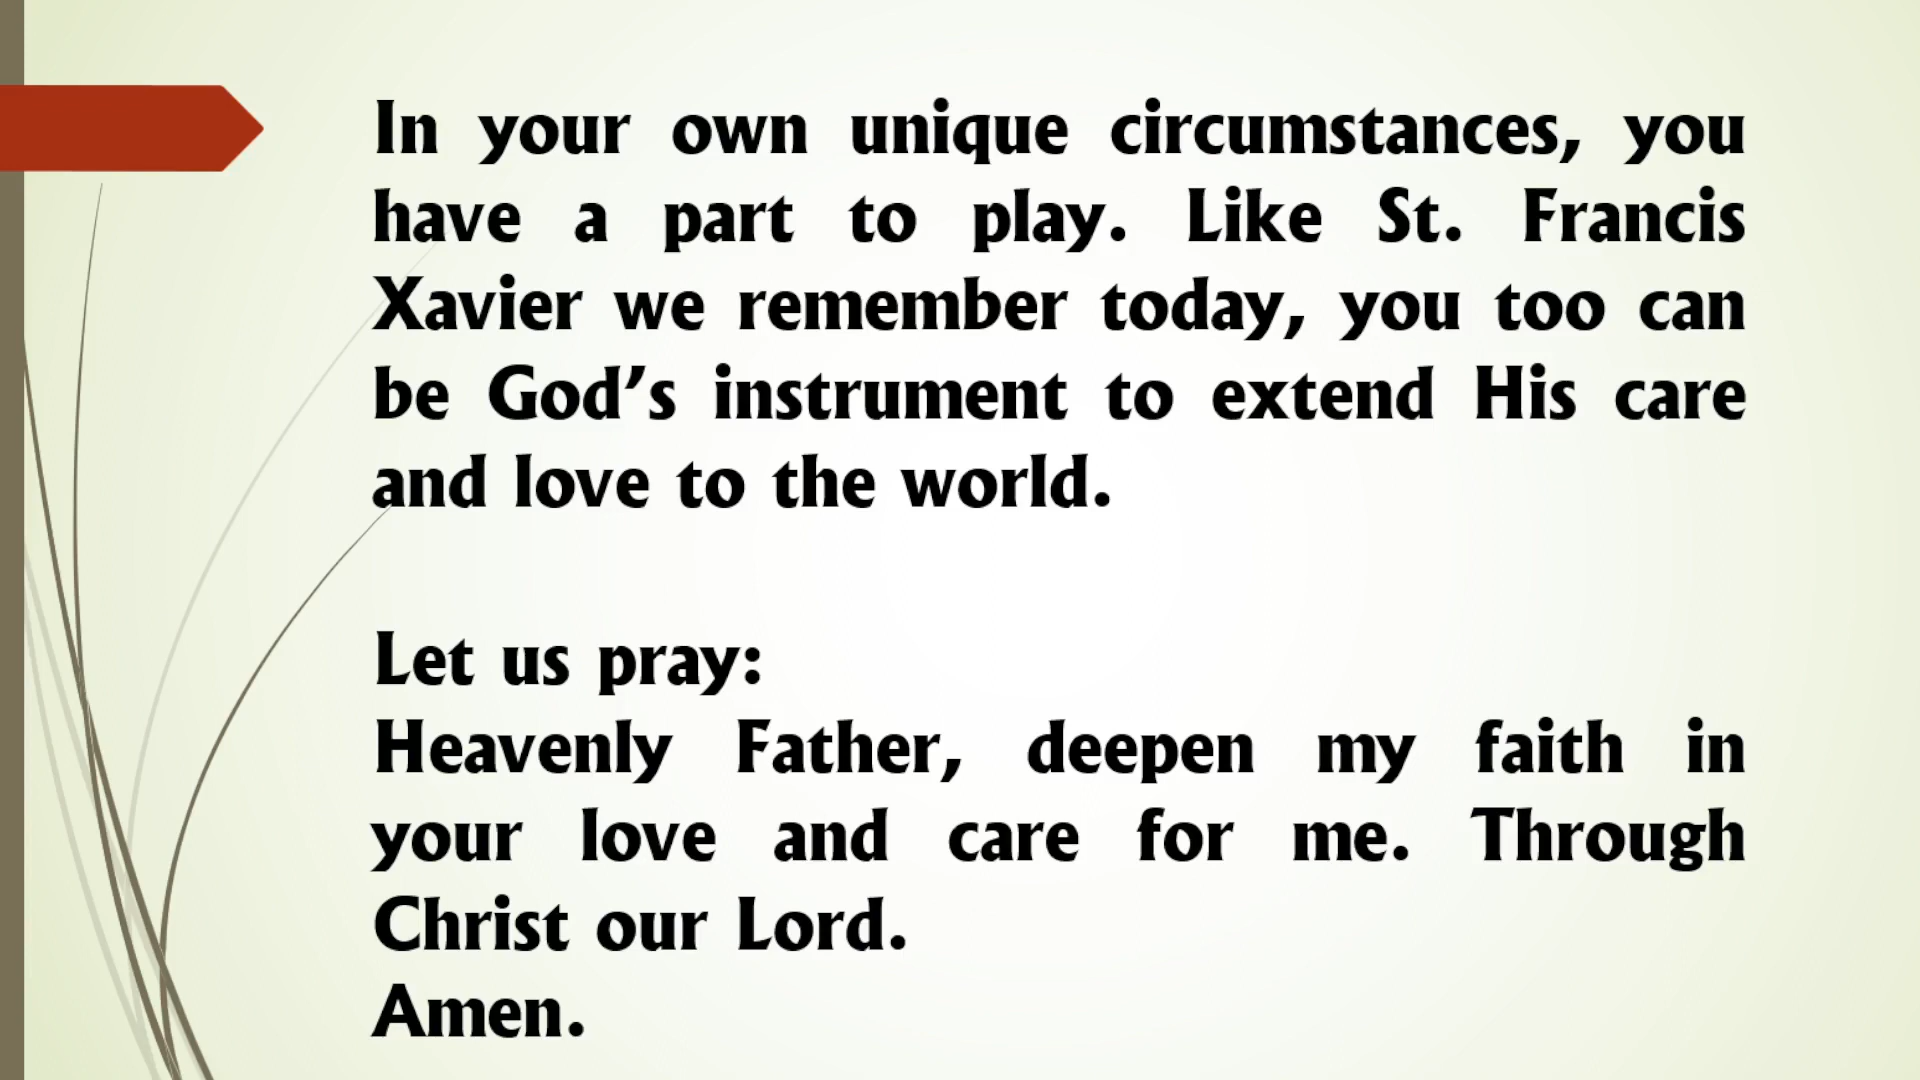 In your own unique circumstances, you
have a part to play. Like St. Francis
Xavier we remember today, you too can
be God’s instrument to extend His care
and love to the world.
Let us pray:
Heavenly Father, deepen my faith in
your love and care for me. Through
Christ our Lord.
Amen.